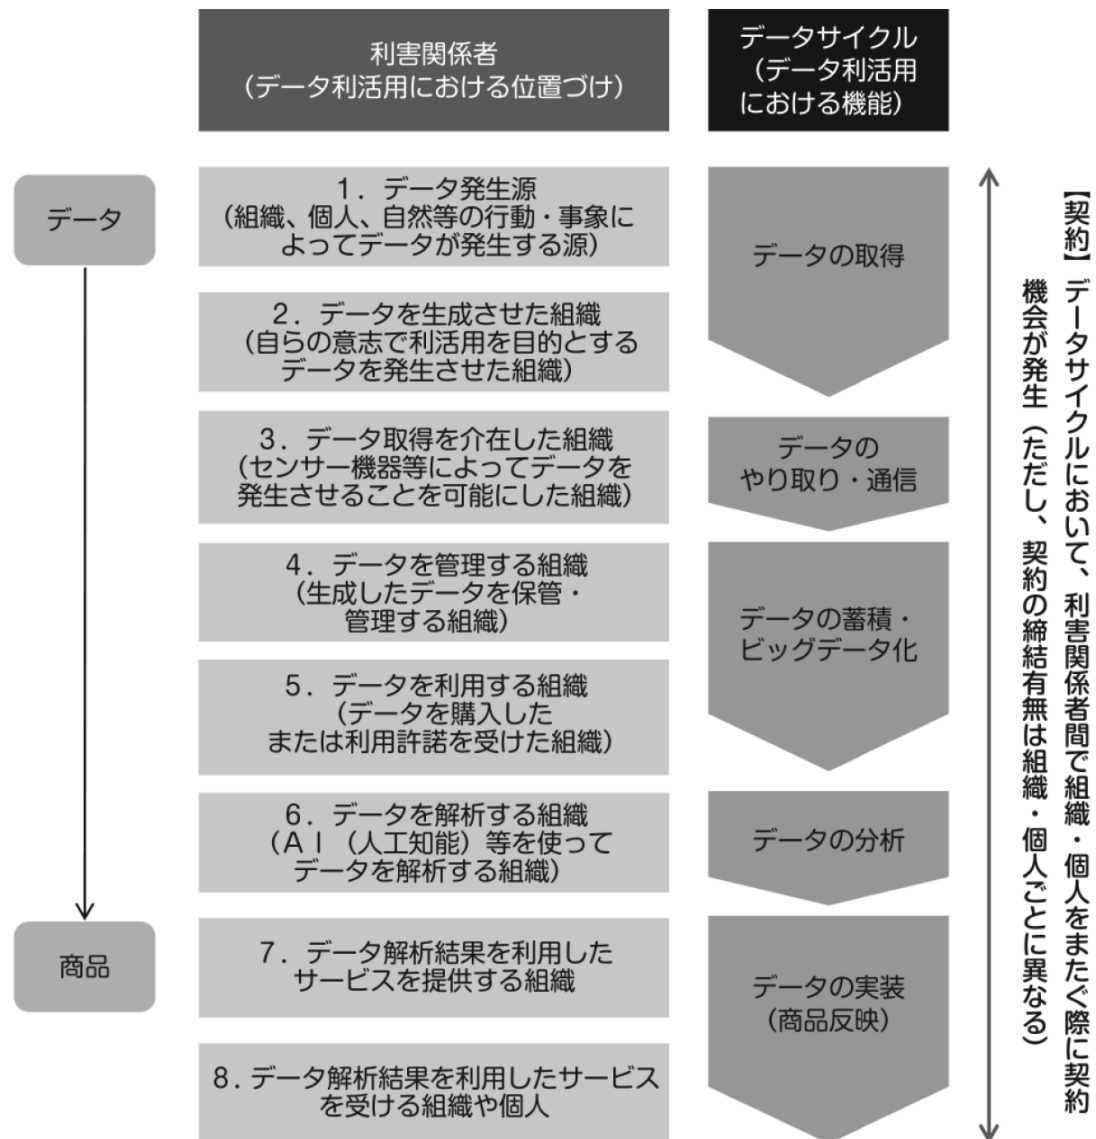 利害関係者
（データ利活用における位置づけ）
データサイクル
（データ利活用
における機能）
データ
1．データ発生源
（組織、個人、自然等の行動・事象に
よってデータが発生する源）
2．データを生成させた組織
（自らの意志で利活用を目的とする
データを発生させた組織）
3．データ取得を介在した組織
（センサー機器等によってデータを
発生させることを可能にした組織）
4．データを管理する組織
（生成したデータを保管・
管理する組織）
5．データを利用する組織
（データを購入した
または利用許諾を受けた組織）
6．データを解析する組織
（ＡＩ（人工知能）等を使って
データを解析する組織）
7．データ解析結果を利用した
サービスを提供する組織
8．データ解析結果を利用したサービス
を受ける組織や個人
商品
データの取得
データの
やり取り・通信
データの蓄積・
ビッグデータ化
データの分析
データの実装
（商品反映）
【契約】データサイクルにおいて、利害関係者間で組織・個人をまたぐ際に契約
機会が発生（ただし、契約の締結有無は組織・個人ごとに異なる）